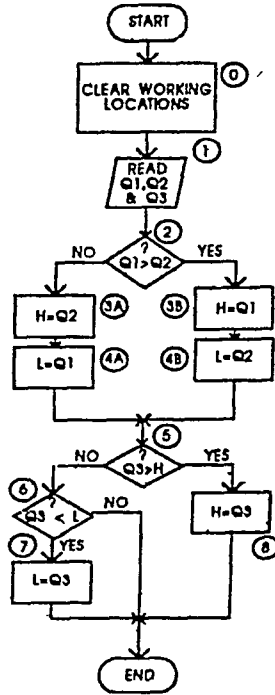 START
0
CLEAR WORKING
LOCATIONS
1
READ
Q1,Q2
& Q3
2
NO
?
Q1>Q2
YES
H=Q2
3A
3B
H=Q1
L=Q1
4A
4B
L=Q2
5
NO
?
Q3>H
YES
6
?
Q3 < L
NO
H=Q3
8
7
YES
L=Q3
END